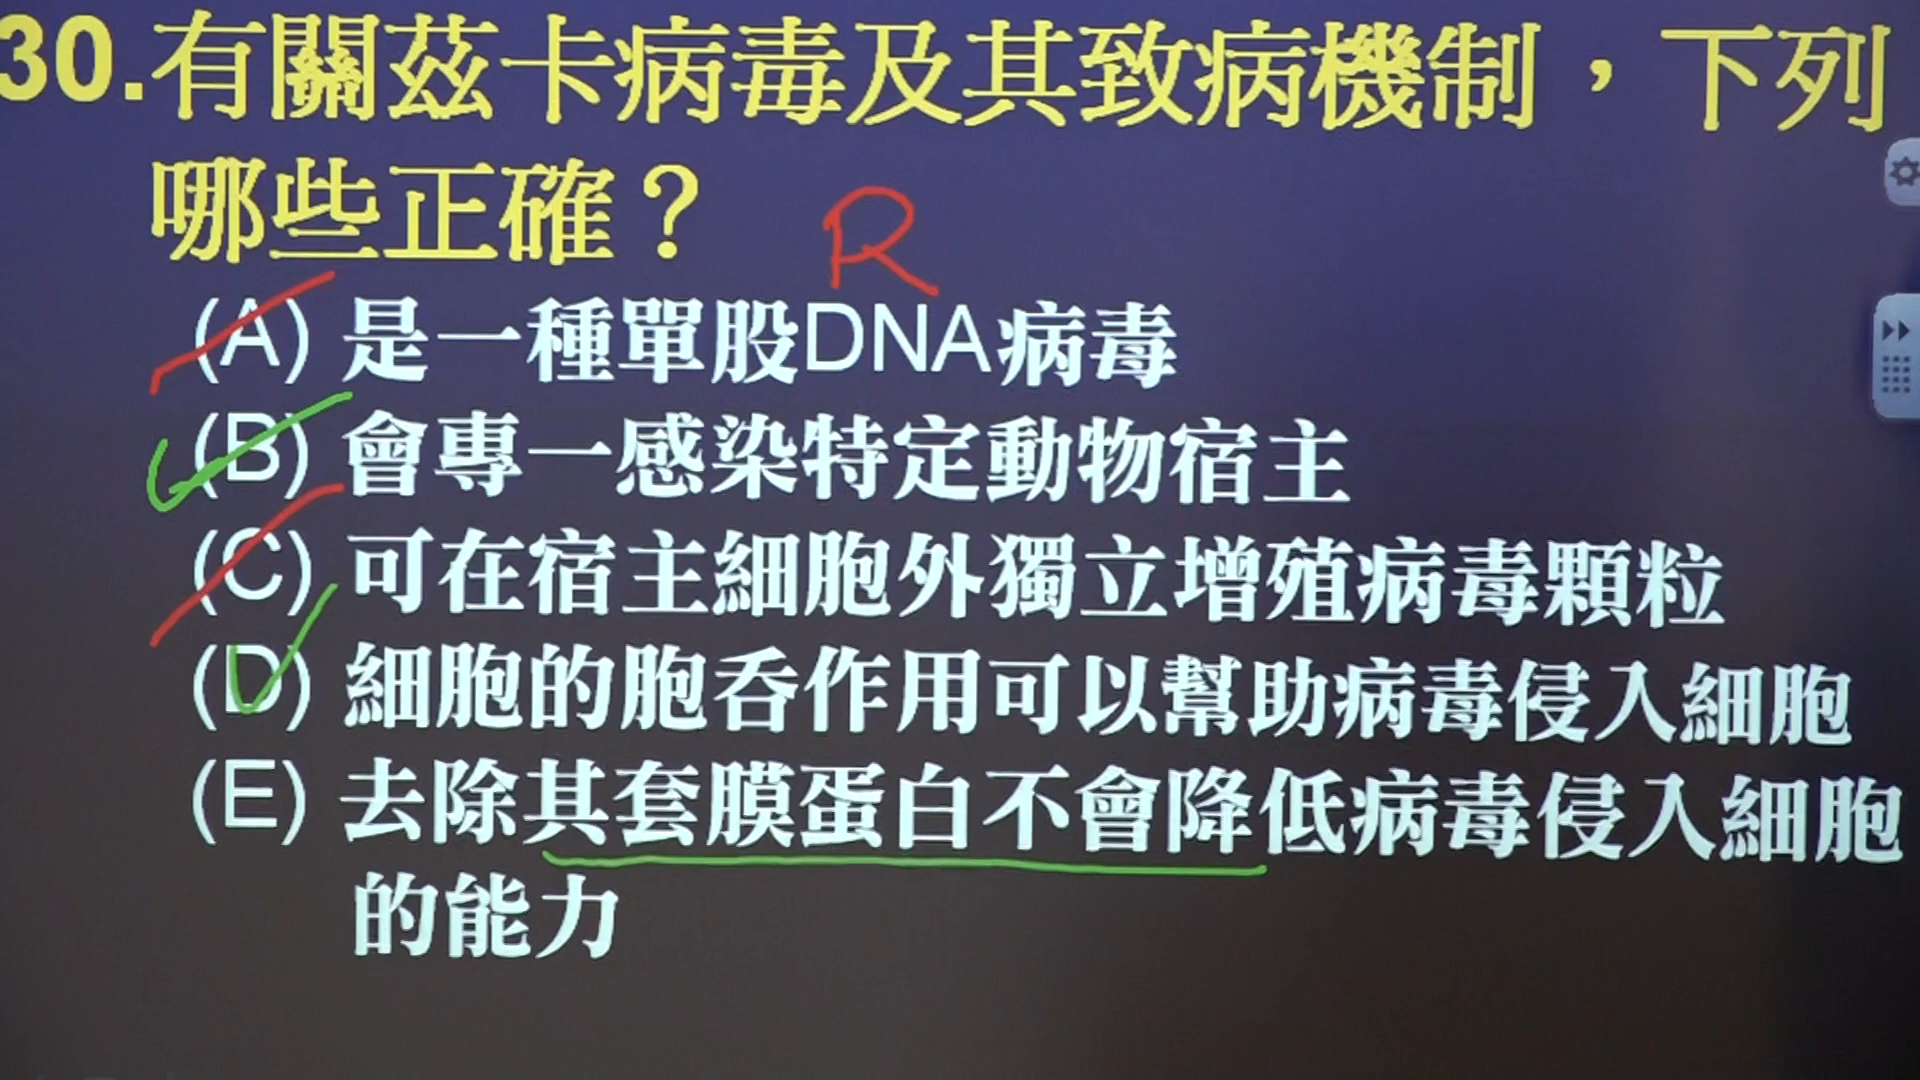 30.有關茲卡病毒及其致病機制，下列
哪些正確？
R
(A) 是一種單股DNA病毒
(B) 會專一感染特定動物宿主
(C) 可在宿主細胞外獨立增殖病毒顆粒
(D) 細胞的胞吞作用可以幫助病毒侵入細胞
(E) 去除其套膜蛋白不會降低病毒侵入細胞
的能力